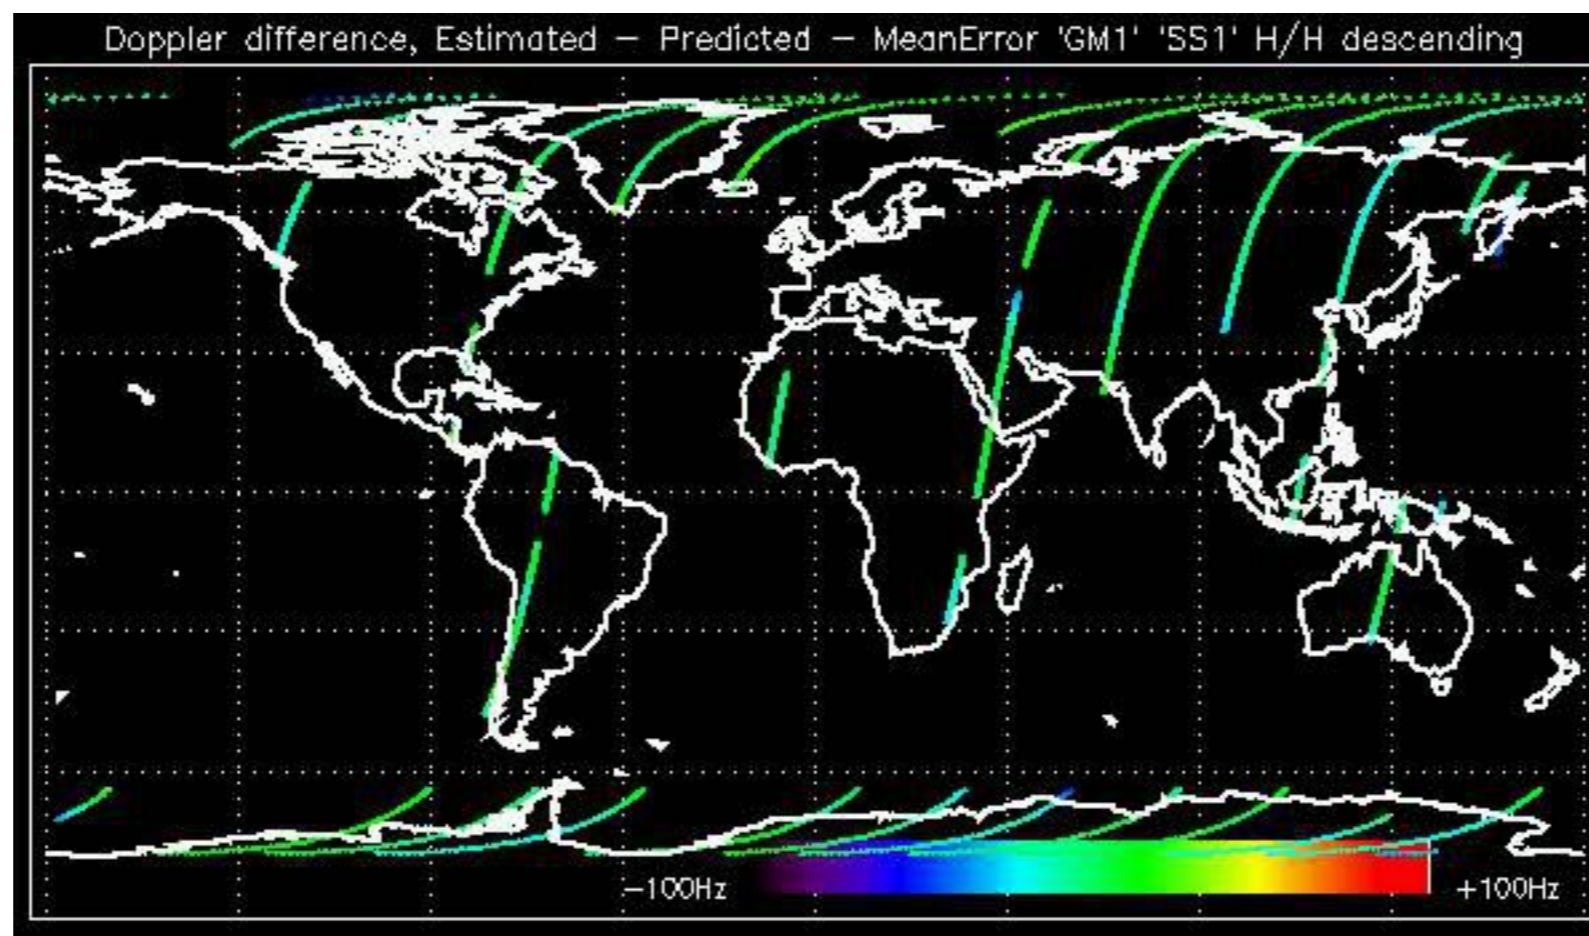 Doppler difference, Estimated – Predicted – MeanError 'GM1' 'SS1' H/H descending
–100Hz +100Hz